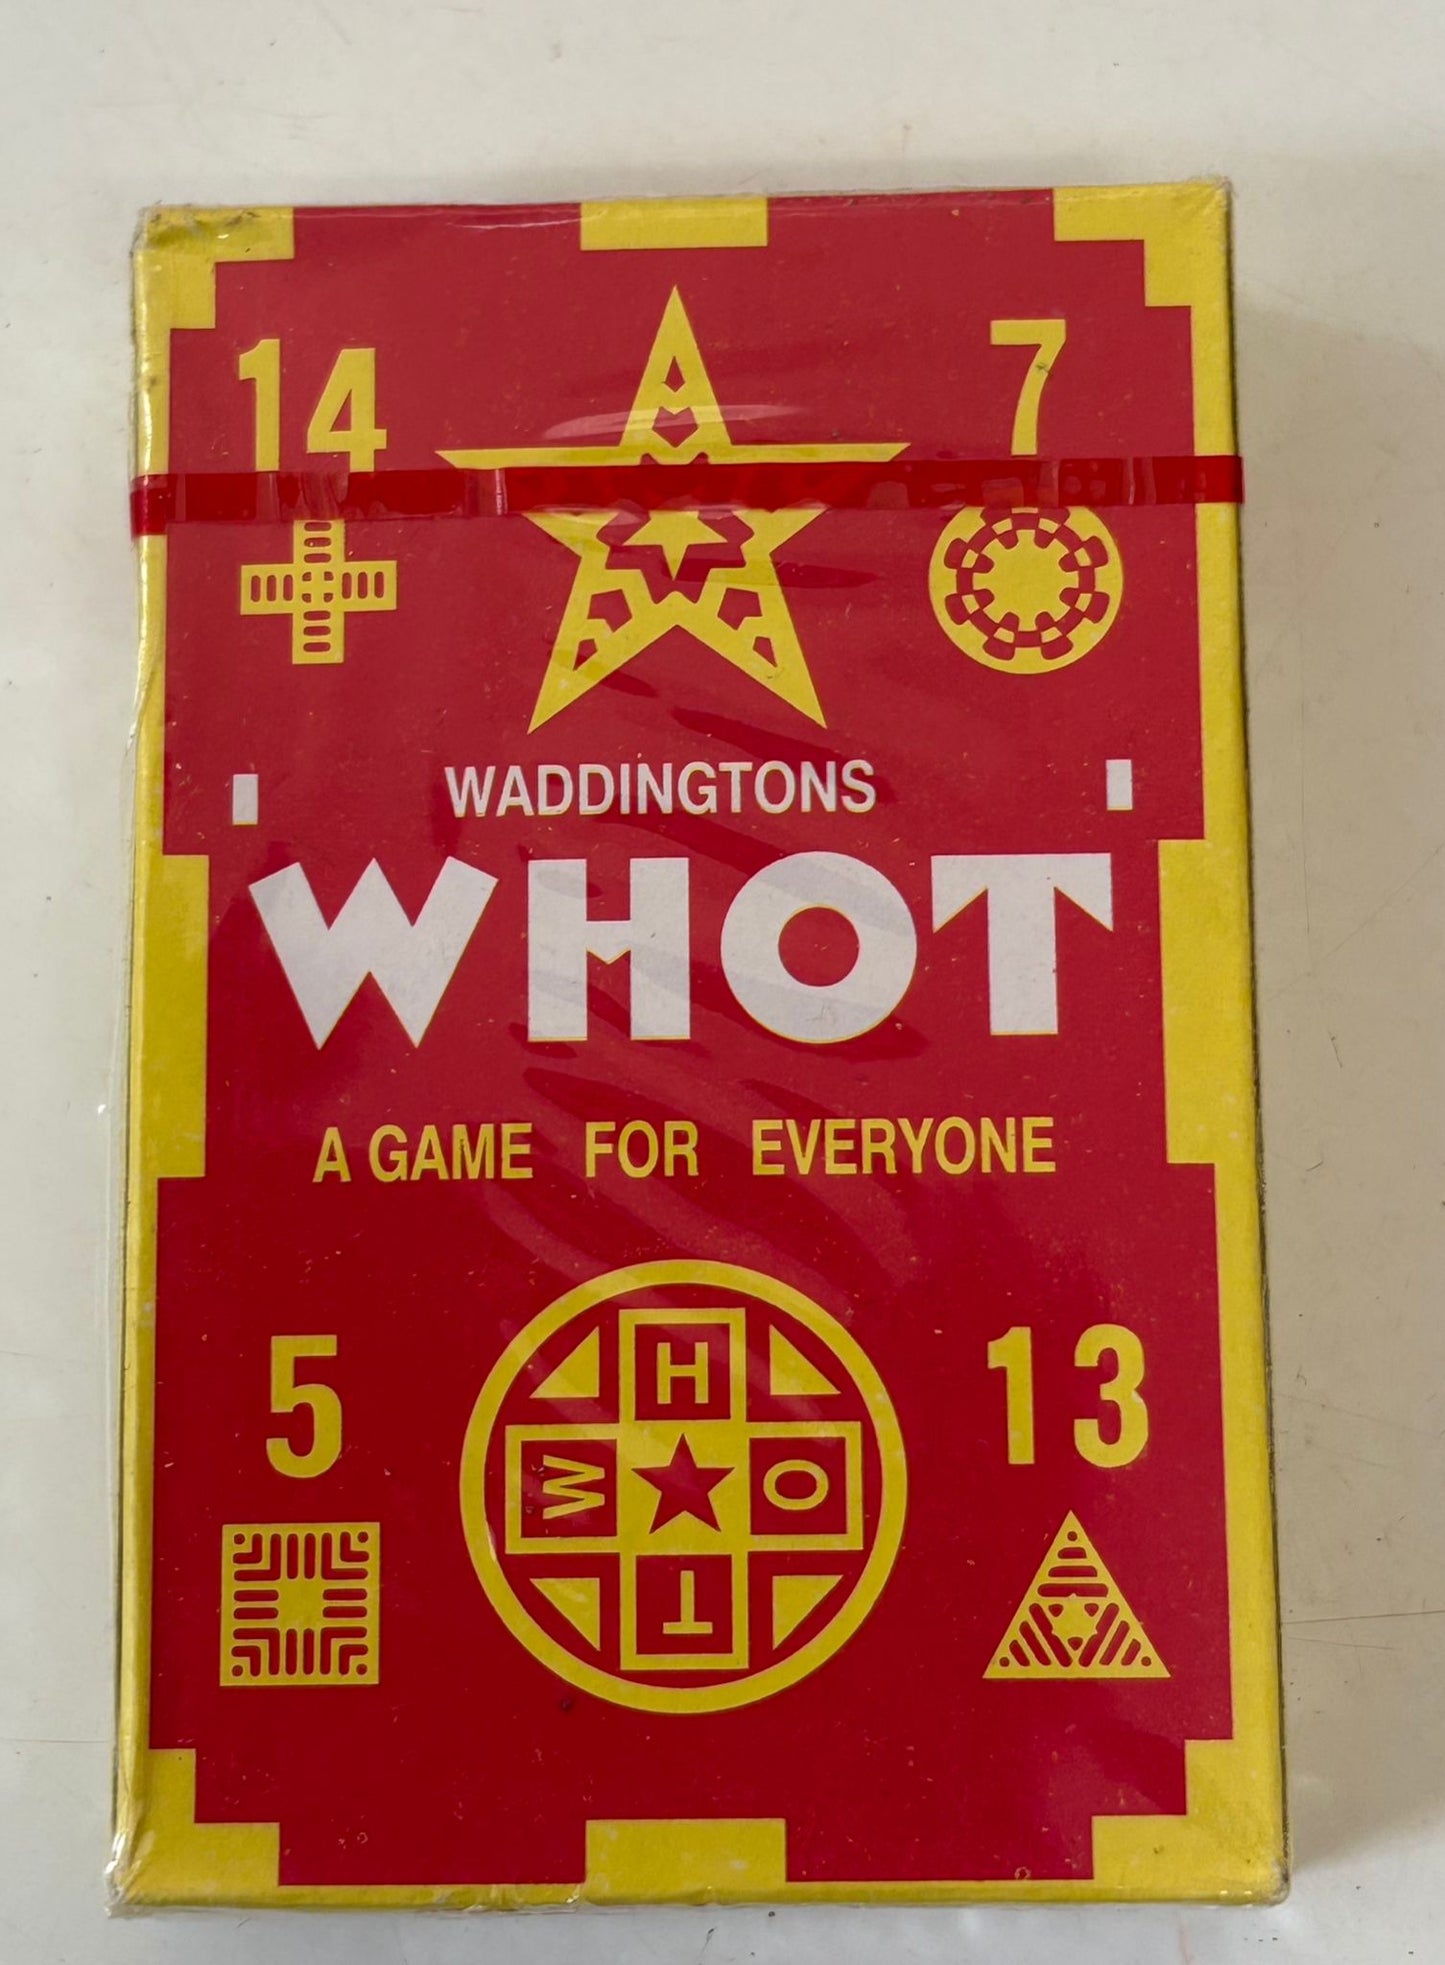 14 7
WADDINGTONS
WHOT
A GAME FOR EVERYONE
5 13
H
W O
T